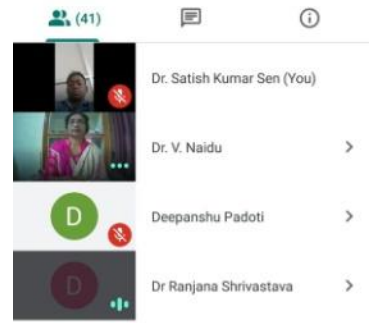 (41)
Dr. Satish Kumar Sen (You)
Dr. V. Naidu
D
Deepanshu Padoti
D
Dr Ranjana Shrivastava